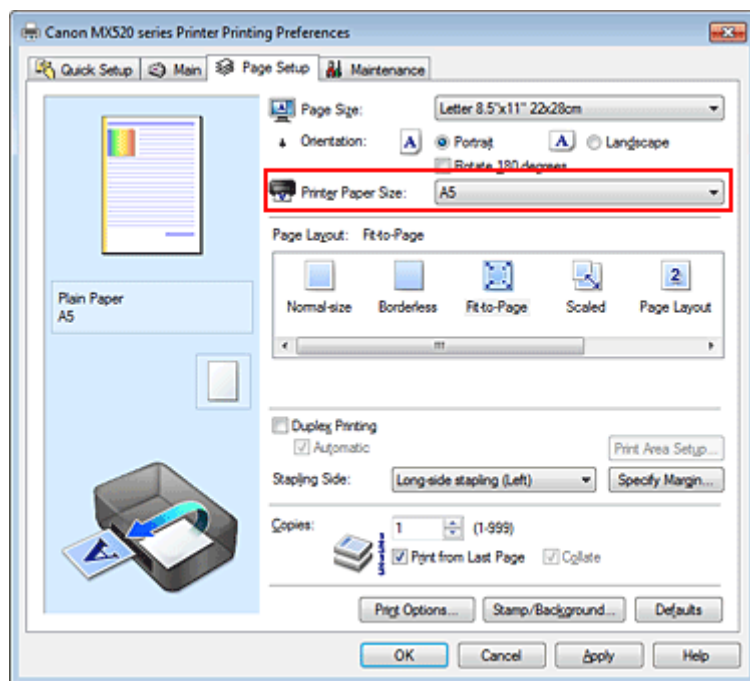 Canon MX520 series Printer Printing Preferences
Quick Setup Main Page Setup Maintenance
Page Size: Letter 8.5"x11" 22x28cm
Orientation: A Portrait A Landscape
Rotate 180 degrees
Printer Paper Size: A5
Page Layout: Fit-to-Page
Normal-size Borderless Fit-to-Page Scaled 2 Page Layout
Plain Paper
A5
Duplex Printing
Automatic Print Area Setup...
Stapling Side: Long-side stapling (Left) Specify Margin...
Copies: 1 (1-999)
Print from Last Page Collate
A
Print Options... Stamp/Background... Defaults
OK Cancel Apply Help